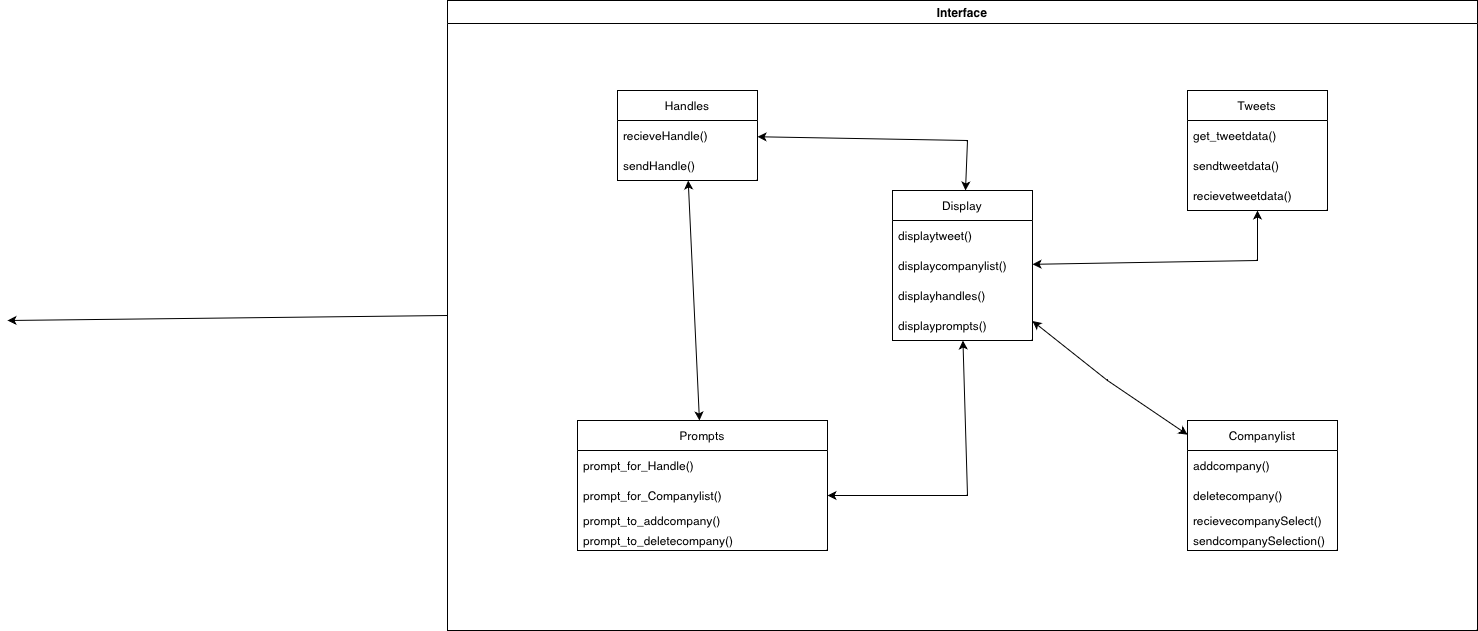 Interface
Handles
recieveHandle()
sendHandle()
Tweets
get_tweetdata()
sendtweetdata()
recievetweetdata()
Display
displaytweet()
displaycompanylist()
displayhandles()
displayprompts()
Prompts
prompt_for_Handle()
prompt_for_Companylist()
prompt_to_addcompany()
prompt_to_deletecompany()
Companylist
addcompany()
deletecompany()
recievecompanySelect()
sendcompanySelection()